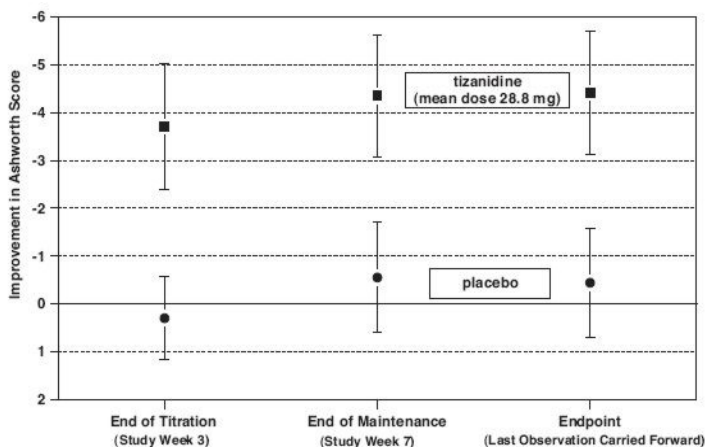 Improvement in Ashworth Score
-6
-5
-4
-3
-2
-1
0
1
2
tizanidine
(mean dose 28.8 mg)
placebo
End of Titration
(Study Week 3)
End of Maintenance
(Study Week 7)
Endpoint
(Last Observation Carried Forward)